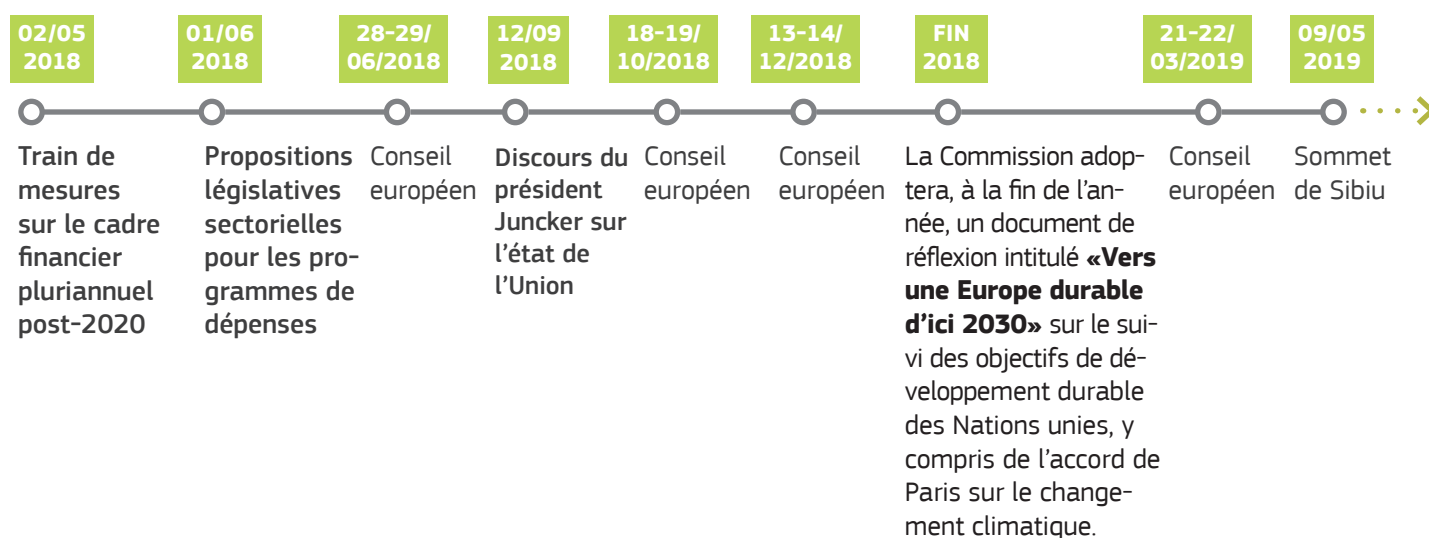 02/05
2018
01/06
2018
28-29/
06/2018
12/09
2018
18-19/
10/2018
13-14/
12/2018
FIN
2018
21-22/
03/2019
09/05
2019
Train de
mesures
sur le cadre
financier
pluriannuel
post-2020
Propositions
législatives
sectorielles
pour les pro-
grammes de
dépenses
Conseil
européen
Discours du
président
Juncker sur
l’état de
l’Union
Conseil
européen
Conseil
européen
La Commission adop-
tera, à la fin de l’an-
née, un document de
réflexion intitulé «Vers
une Europe durable
d’ici 2030» sur le sui-
vi des objectifs de dé-
veloppement durable
des Nations unies, y
compris de l’accord de
Paris sur le change-
ment climatique.
Conseil
européen
Sommet
de Sibiu